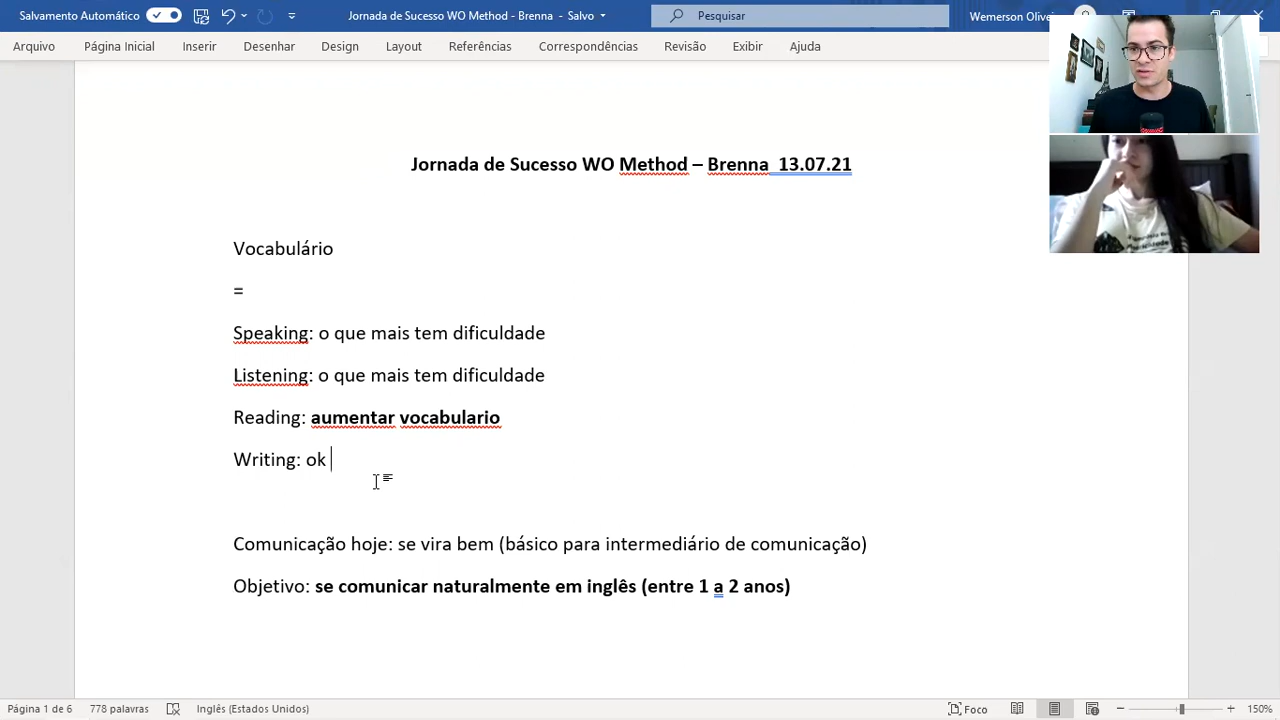 Salvamento Automático
Jornada de Sucesso WO Method - Brenna - Salvo
Pesquisar
Wemerson Olive
Arquivo Página Inicial Inserir Desenhar Design Layout Referências Correspondências Revisão Exibir Ajuda
Jornada de Sucesso WO Method – Brenna 13.07.21
Vocabulário
=
Speaking: o que mais tem dificuldade
Listening: o que mais tem dificuldade
Reading: aumentar vocabulario
Writing: ok
Comunicação hoje: se vira bem (básico para intermediário de comunicação)
Objetivo: se comunicar naturalmente em inglês (entre 1 a 2 anos)
Página 1 de 6 778 palavras Inglês (Estados Unidos) Foco 150%